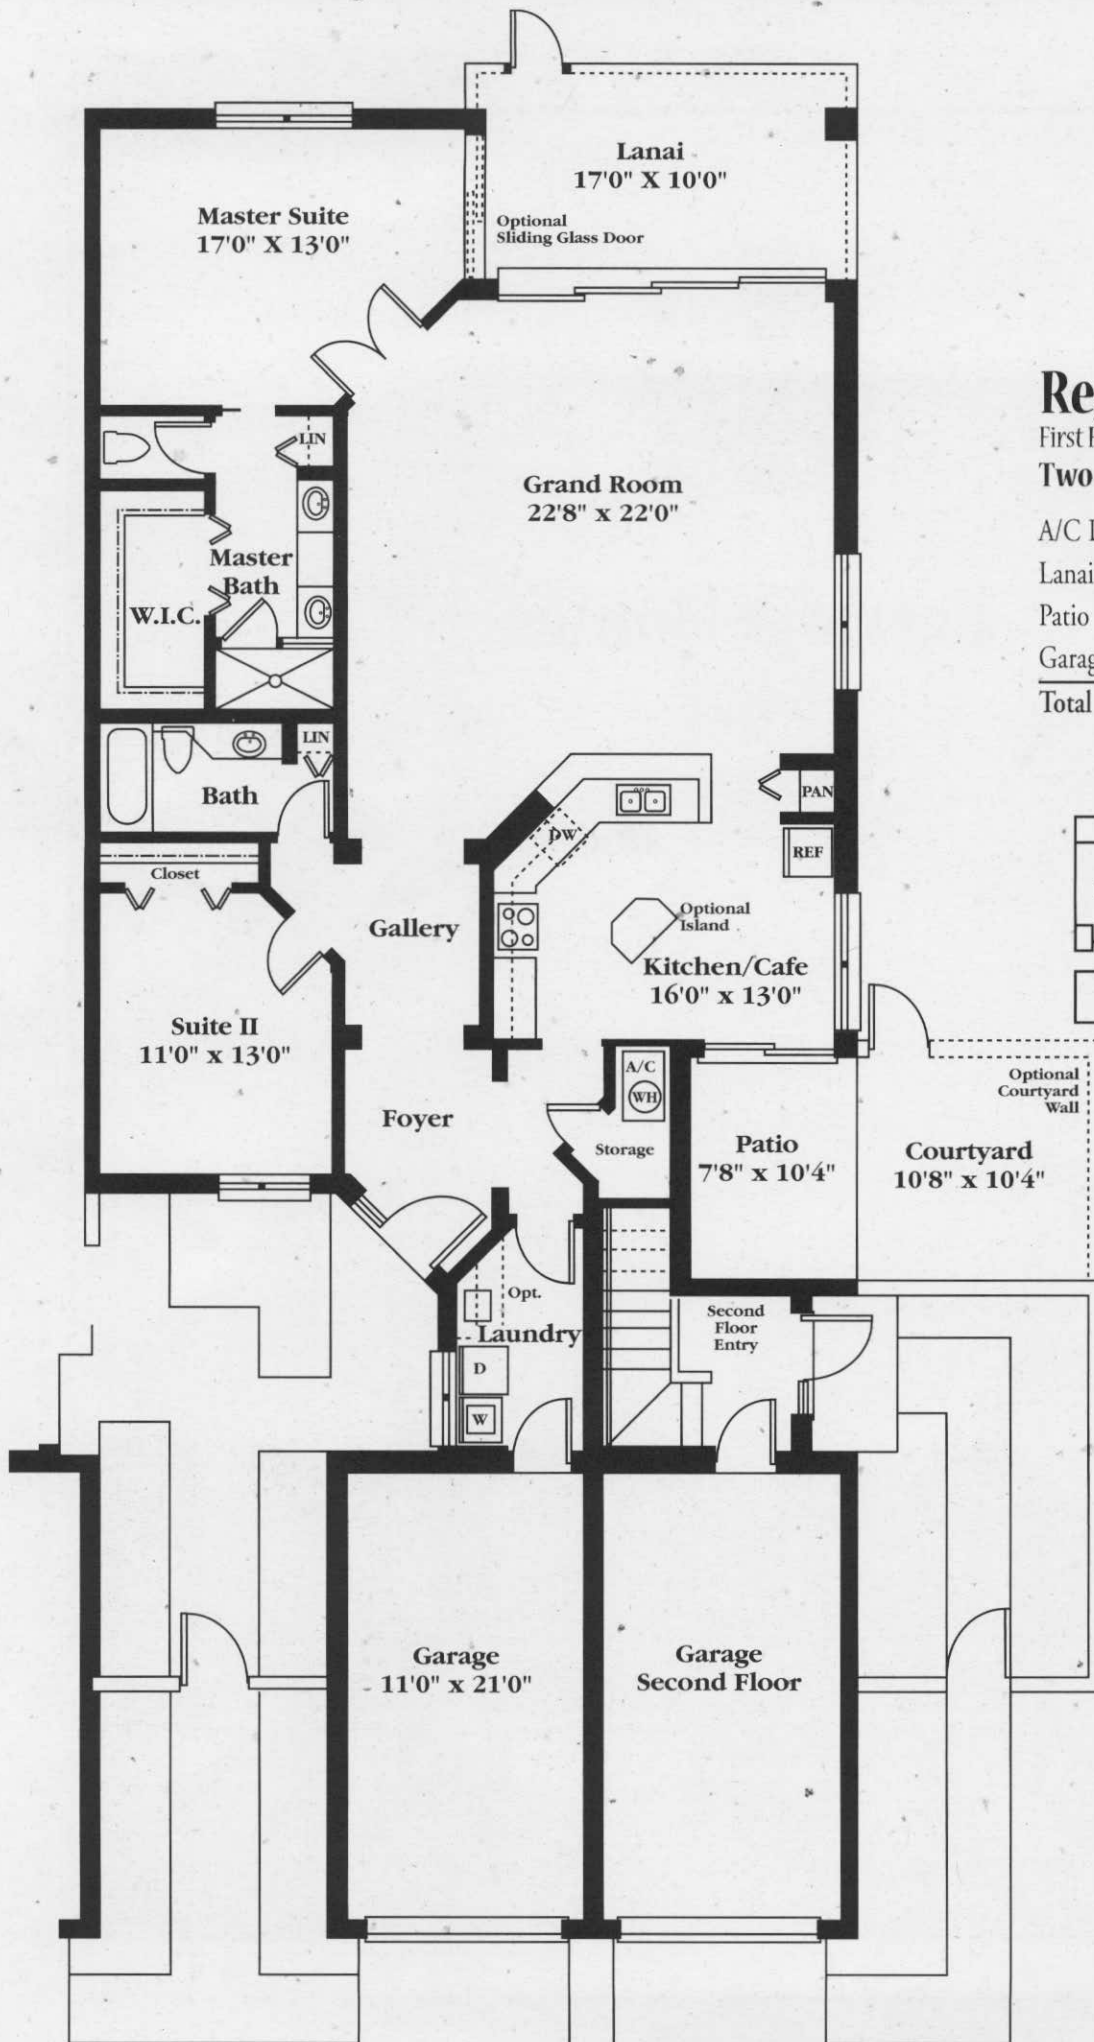 Lanai
17'0" X 10'0"
Optional
Sliding Glass Door
Master Suite
17'0" X 13'0"
LIN
Grand Room
22'8" x 22'0"
Master
Bath
W.I.C.
LIN
Bath
PAN
REF
DW
Closet
Optional
Island
Gallery
Kitchen/Cafe
16'0" x 13'0"
Suite II
11'0" x 13'0"
A/C
WH
Storage
Foyer
Patio
7'8" x 10'4"
Optional
Courtyard
Wall
Courtyard
10'8" x 10'4"
Opt.
Laundry
D
W
Second
Floor
Entry
Garage
11'0" x 21'0"
Garage
Second Floor
Re
First
Two
A/C
Lanai
Patio
Garag
Total